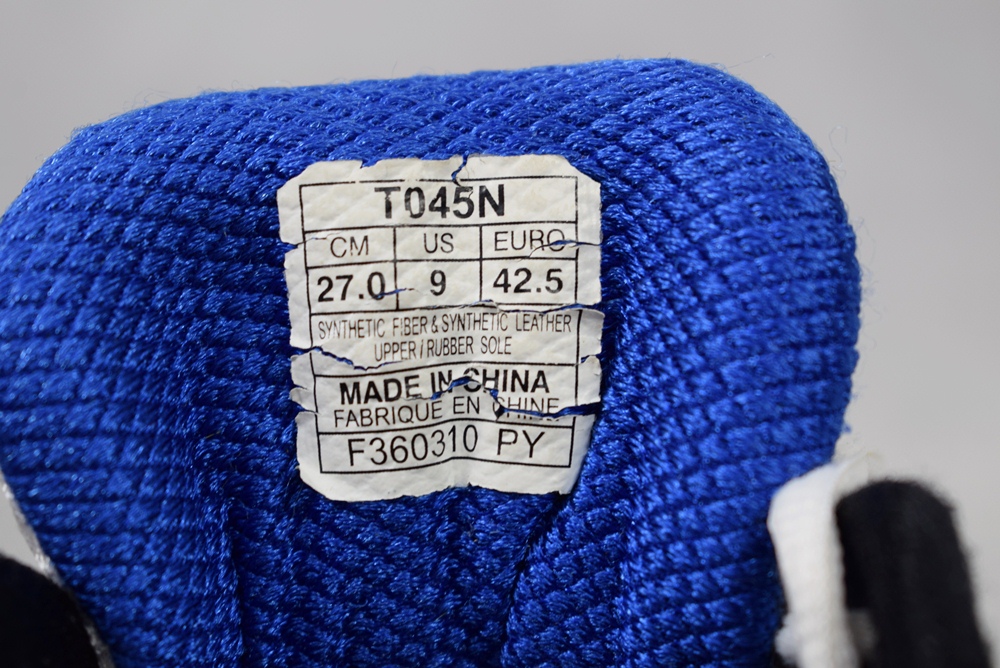 T045N
CM US EURO
27.0 9 42.5
SYNTHETIC FIBER & SYNTHETIC LEATHER
UPPER / RUBBER SOLE
MADE IN CHINA
FABRIQUE EN CHINE
F360310 PY